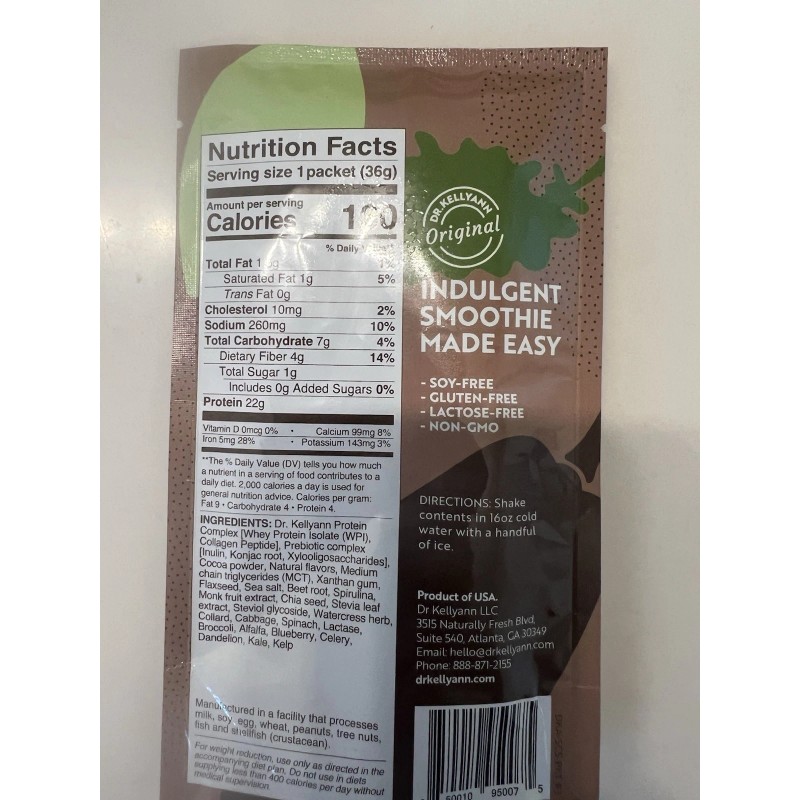 Nutrition Facts
Serving size 1 packet (36g)
Amount per serving
Calories
% Daily
Total Fat
Saturated Fat 1g 5%
Trans Fat 0g
Cholesterol 10mg 2%
Sodium 260mg 10%
Total Carbohydrate 7g 4%
Dietary Fiber 4g 14%
Total Sugar 1g
Includes 0g Added Sugars 0%
Protein 22g
Vitamin D 0mcg 0% • Calcium 99mg 8%
Iron 5mg 28% • Potassium 143mg 3%
**The % Daily Value (DV) tells you how much
a nutrient in a serving of food contributes to a
daily diet. 2,000 calories a day is used for
general nutrition advice. Calories per gram:
Fat 9 • Carbohydrate 4 • Protein 4.
INGREDIENTS: Dr. Kellyann Protein
Complex [Whey Protein Isolate (WPI),
Collagen Peptide], Prebiotic complex
[Inulin, Konjac root, Xylooligosaccharides],
Cocoa powder, Natural flavors, Medium
chain triglycerides (MCT), Xanthan gum,
Flaxseed, Sea salt, Beet root, Spirulina,
Monk fruit extract, Chia seed, Stevia leaf
extract, Steviol glycoside, Watercress herb,
Collard, Cabbage, Spinach, Lactase,
Broccoli, Alfalfa, Blueberry, Celery,
Dandelion, Kale, Kelp
Manufactured in a facility that processes
milk, soy, egg, wheat, peanuts, tree nuts,
fish and shellfish (crustacean).
For weight reduction, use only as directed in the
accompanying diet plan. Do not use in diets
supplying less than 400 calories per day without
medical supervision.
DR. KELLYANN
Original
INDULGENT
SMOOTHIE
MADE EASY
- SOY-FREE
- GLUTEN-FREE
- LACTOSE-FREE
- NON-GMO
DIRECTIONS: Shake
contents in 16oz cold
water with a handful
of ice.
Product of USA.
Dr Kellyann LLC
3515 Naturally Fresh Blvd,
Suite 540, Atlanta, GA 30349
Email: hello@drkellyann.com
Phone: 888-871-2155
drkellyann.com
50010 95007 5